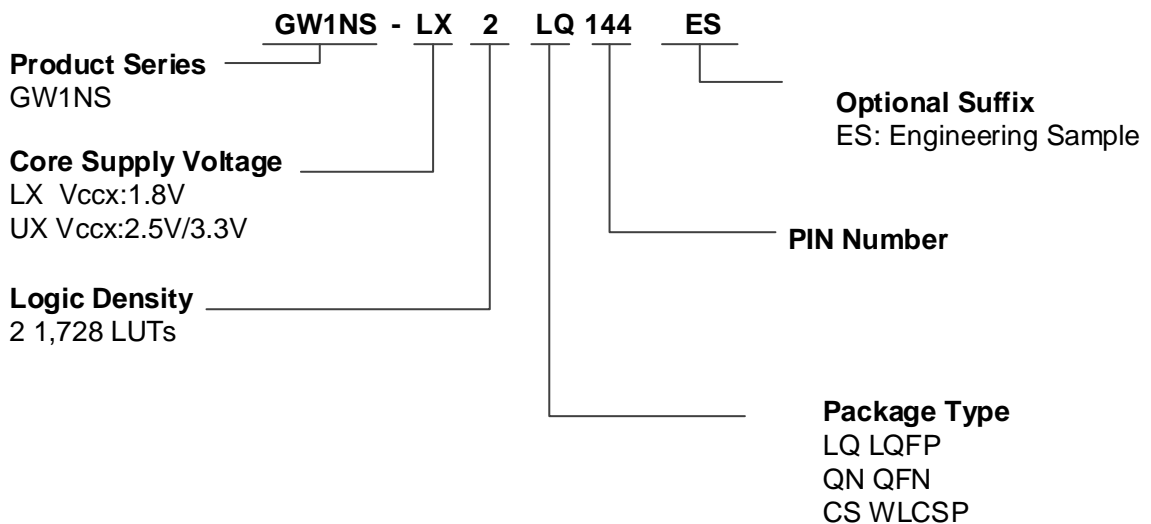 GW1NS - LX 2 LQ 144 ES
Product Series
GW1NS
Optional Suffix
ES: Engineering Sample
Core Supply Voltage
LX Vccx:1.8V
UX Vccx:2.5V/3.3V
PIN Number
Logic Density
2 1,728 LUTs
Package Type
LQ LQFP
QN QFN
CS WLCSP